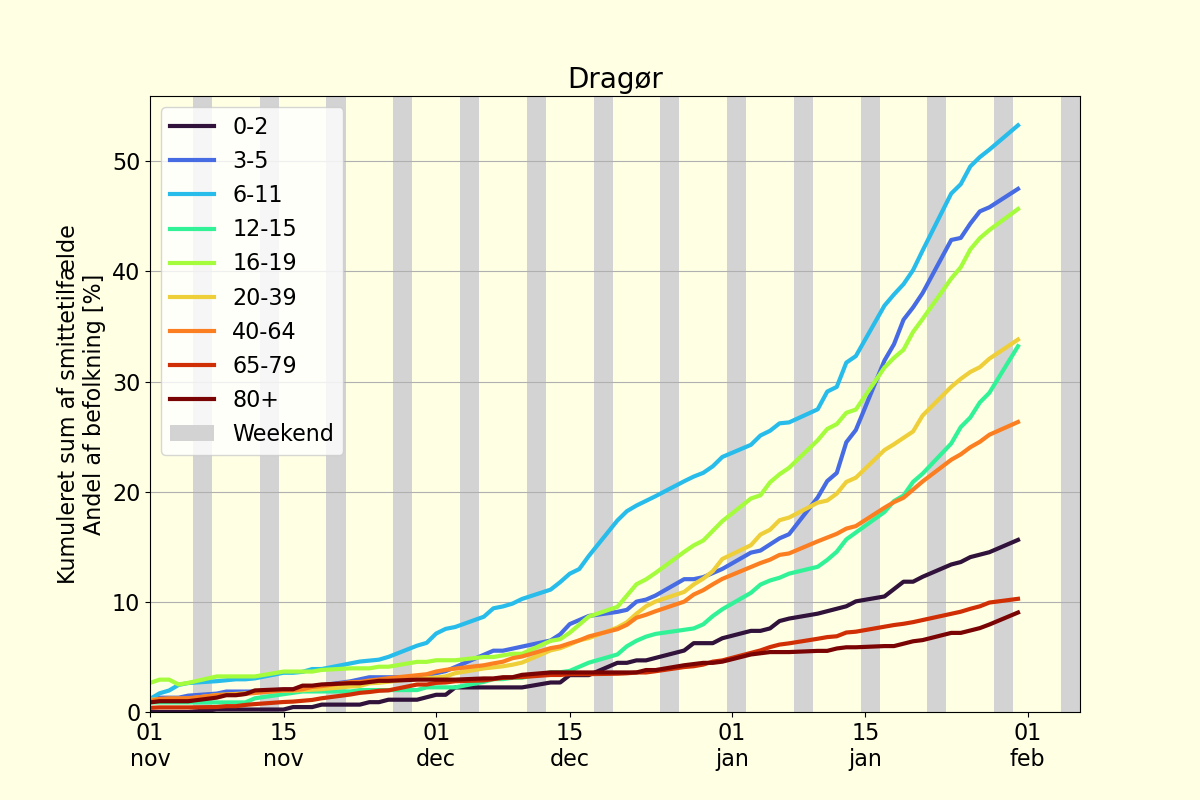 Dragør
Kumuleret sum af smittetilfælde
Andel af befolkning [%]
50
40
30
20
10
0
0-2
3-5
6-11
12-15
16-19
20-39
40-64
65-79
80+
Weekend
01 15 01 15 01 15 01
nov nov dec dec jan jan feb